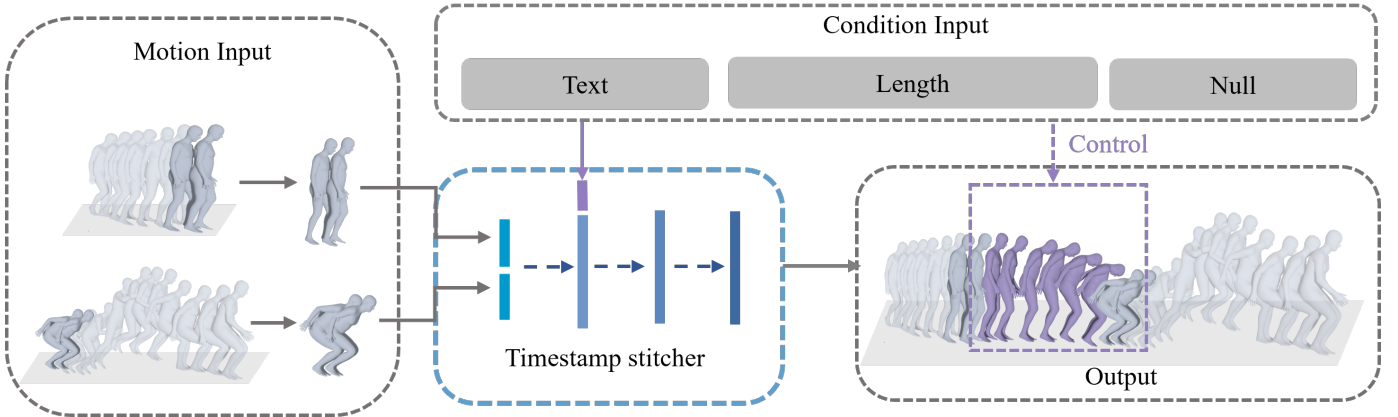 Motion Input
Condition Input
Text
Length
Null
Control
Timestamp stitcher
Output